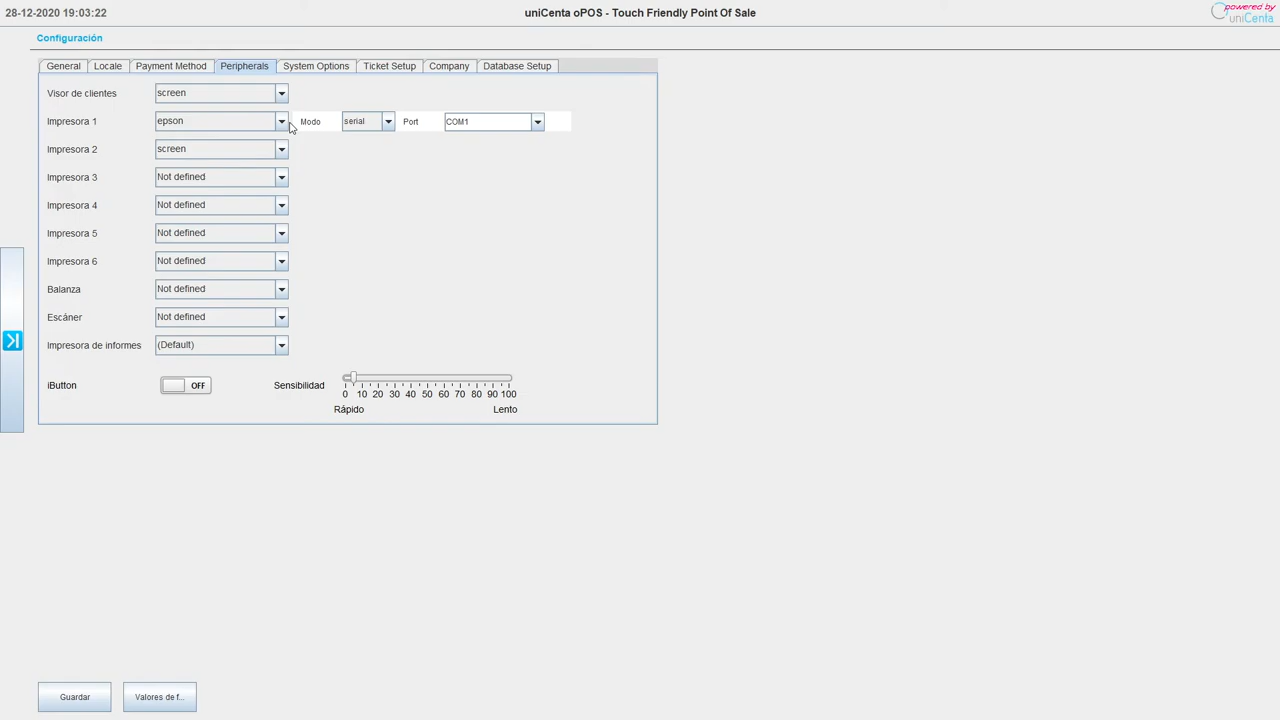 28-12-2020 19:03:22
uniCenta oPOS - Touch Friendly Point Of Sale
powered by
uniCenta
Configuración
General Locale Payment Method Peripherals System Options Ticket Setup Company Database Setup
Visor de clientes screen
Impresora 1 epson Modo serial Port COM1
Impresora 2 screen
Impresora 3 Not defined
Impresora 4 Not defined
Impresora 5 Not defined
Impresora 6 Not defined
Balanza Not defined
Escáner Not defined
Impresora de informes (Default)
iButton OFF Sensibilidad
0 10 20 30 40 50 60 70 80 90 100
Rápido Lento
Guardar Valores de f...